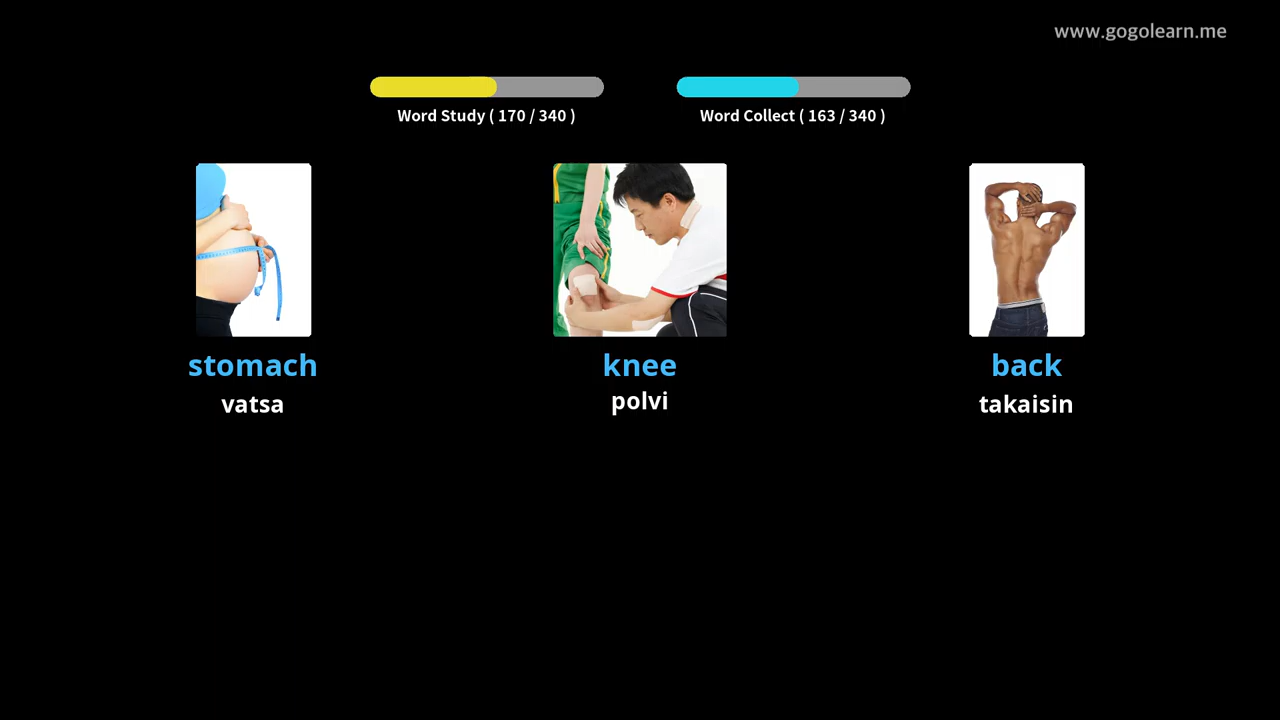 www.gogolearn.me
Word Study ( 170 / 340 )
Word Collect ( 163 / 340 )
stomach
vatsa
knee
polvi
back
takaisin